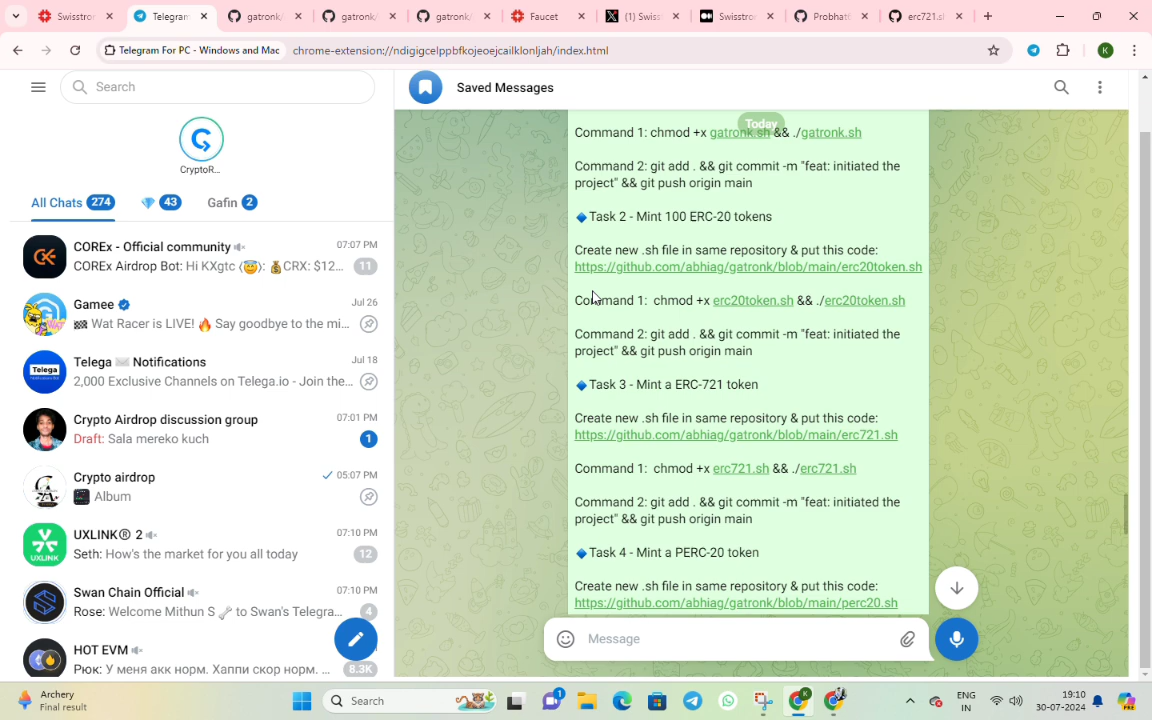 Swisstro
Telegram
gatronk/
gatronk/
gatronk/
Faucet
(1) Swiss
Swisstro
Probhat
erc721.sh
Telegram For PC - Windows and Mac
chrome-extension://ndigigcelppbfkojeoejcailklonljah/index.html
K
Search
Saved Messages
CryptoR...
All Chats 274
💎 43
Gafin 2
COREx - Official community
07:07 PM
COREx Airdrop Bot: Hi KXgtc (😇): 💰CRX: $12...
11
Gamee
Jul 26
🏁 Wat Racer is LIVE! 🔥 Say goodbye to the mi...
Telega ✉️ Notifications
Jul 18
2,000 Exclusive Channels on Telega.io - Join the...
Telega
Crypto Airdrop discussion group
07:01 PM
Draft: Sala mereko kuch
1
Crypto airdrop
05:07 PM
Album
UXLINK® 2
07:10 PM
Seth: How's the market for you all today
12
UXLINK
Swan Chain Official
07:10 PM
Rose: Welcome Mithun S 🔑 to Swan's Telegra...
4
HOT EVM
Рюк: У меня акк норм. Хаппи скор норм. ...
8.3K
Today
Command 1: chmod +x gatronk.sh && ./gatronk.sh
Command 2: git add . && git commit -m "feat: initiated the
project" && git push origin main
🔹Task 2 - Mint 100 ERC-20 tokens
Create new .sh file in same repository & put this code:
https://github.com/abhiag/gatronk/blob/main/erc20token.sh
Command 1:  chmod +x erc20token.sh && ./erc20token.sh
Command 2: git add . && git commit -m "feat: initiated the
project" && git push origin main
🔹Task 3 - Mint a ERC-721 token
Create new .sh file in same repository & put this code:
https://github.com/abhiag/gatronk/blob/main/erc721.sh
Command 1:  chmod +x erc721.sh && ./erc721.sh
Command 2: git add . && git commit -m "feat: initiated the
project" && git push origin main
🔹Task 4 - Mint a PERC-20 token
Create new .sh file in same repository & put this code:
https://github.com/abhiag/gatronk/blob/main/perc20.sh
Message
Archery
Final result
Search
1
ENG
IN
19:10
30-07-2024